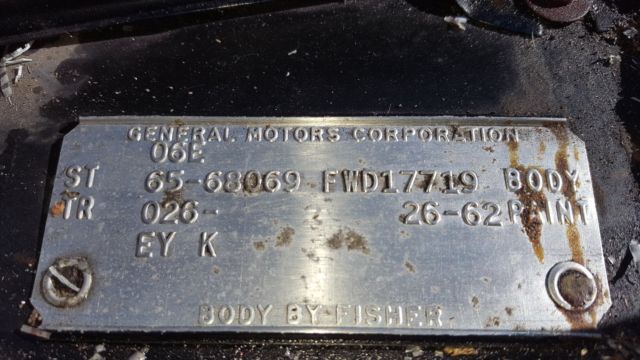 GENERAL MOTORS CORPORATION
06E
ST 65-68069 FWD17719 BODY
TR 026- 26-62 PAINT
EY K
BODY BY FISHER